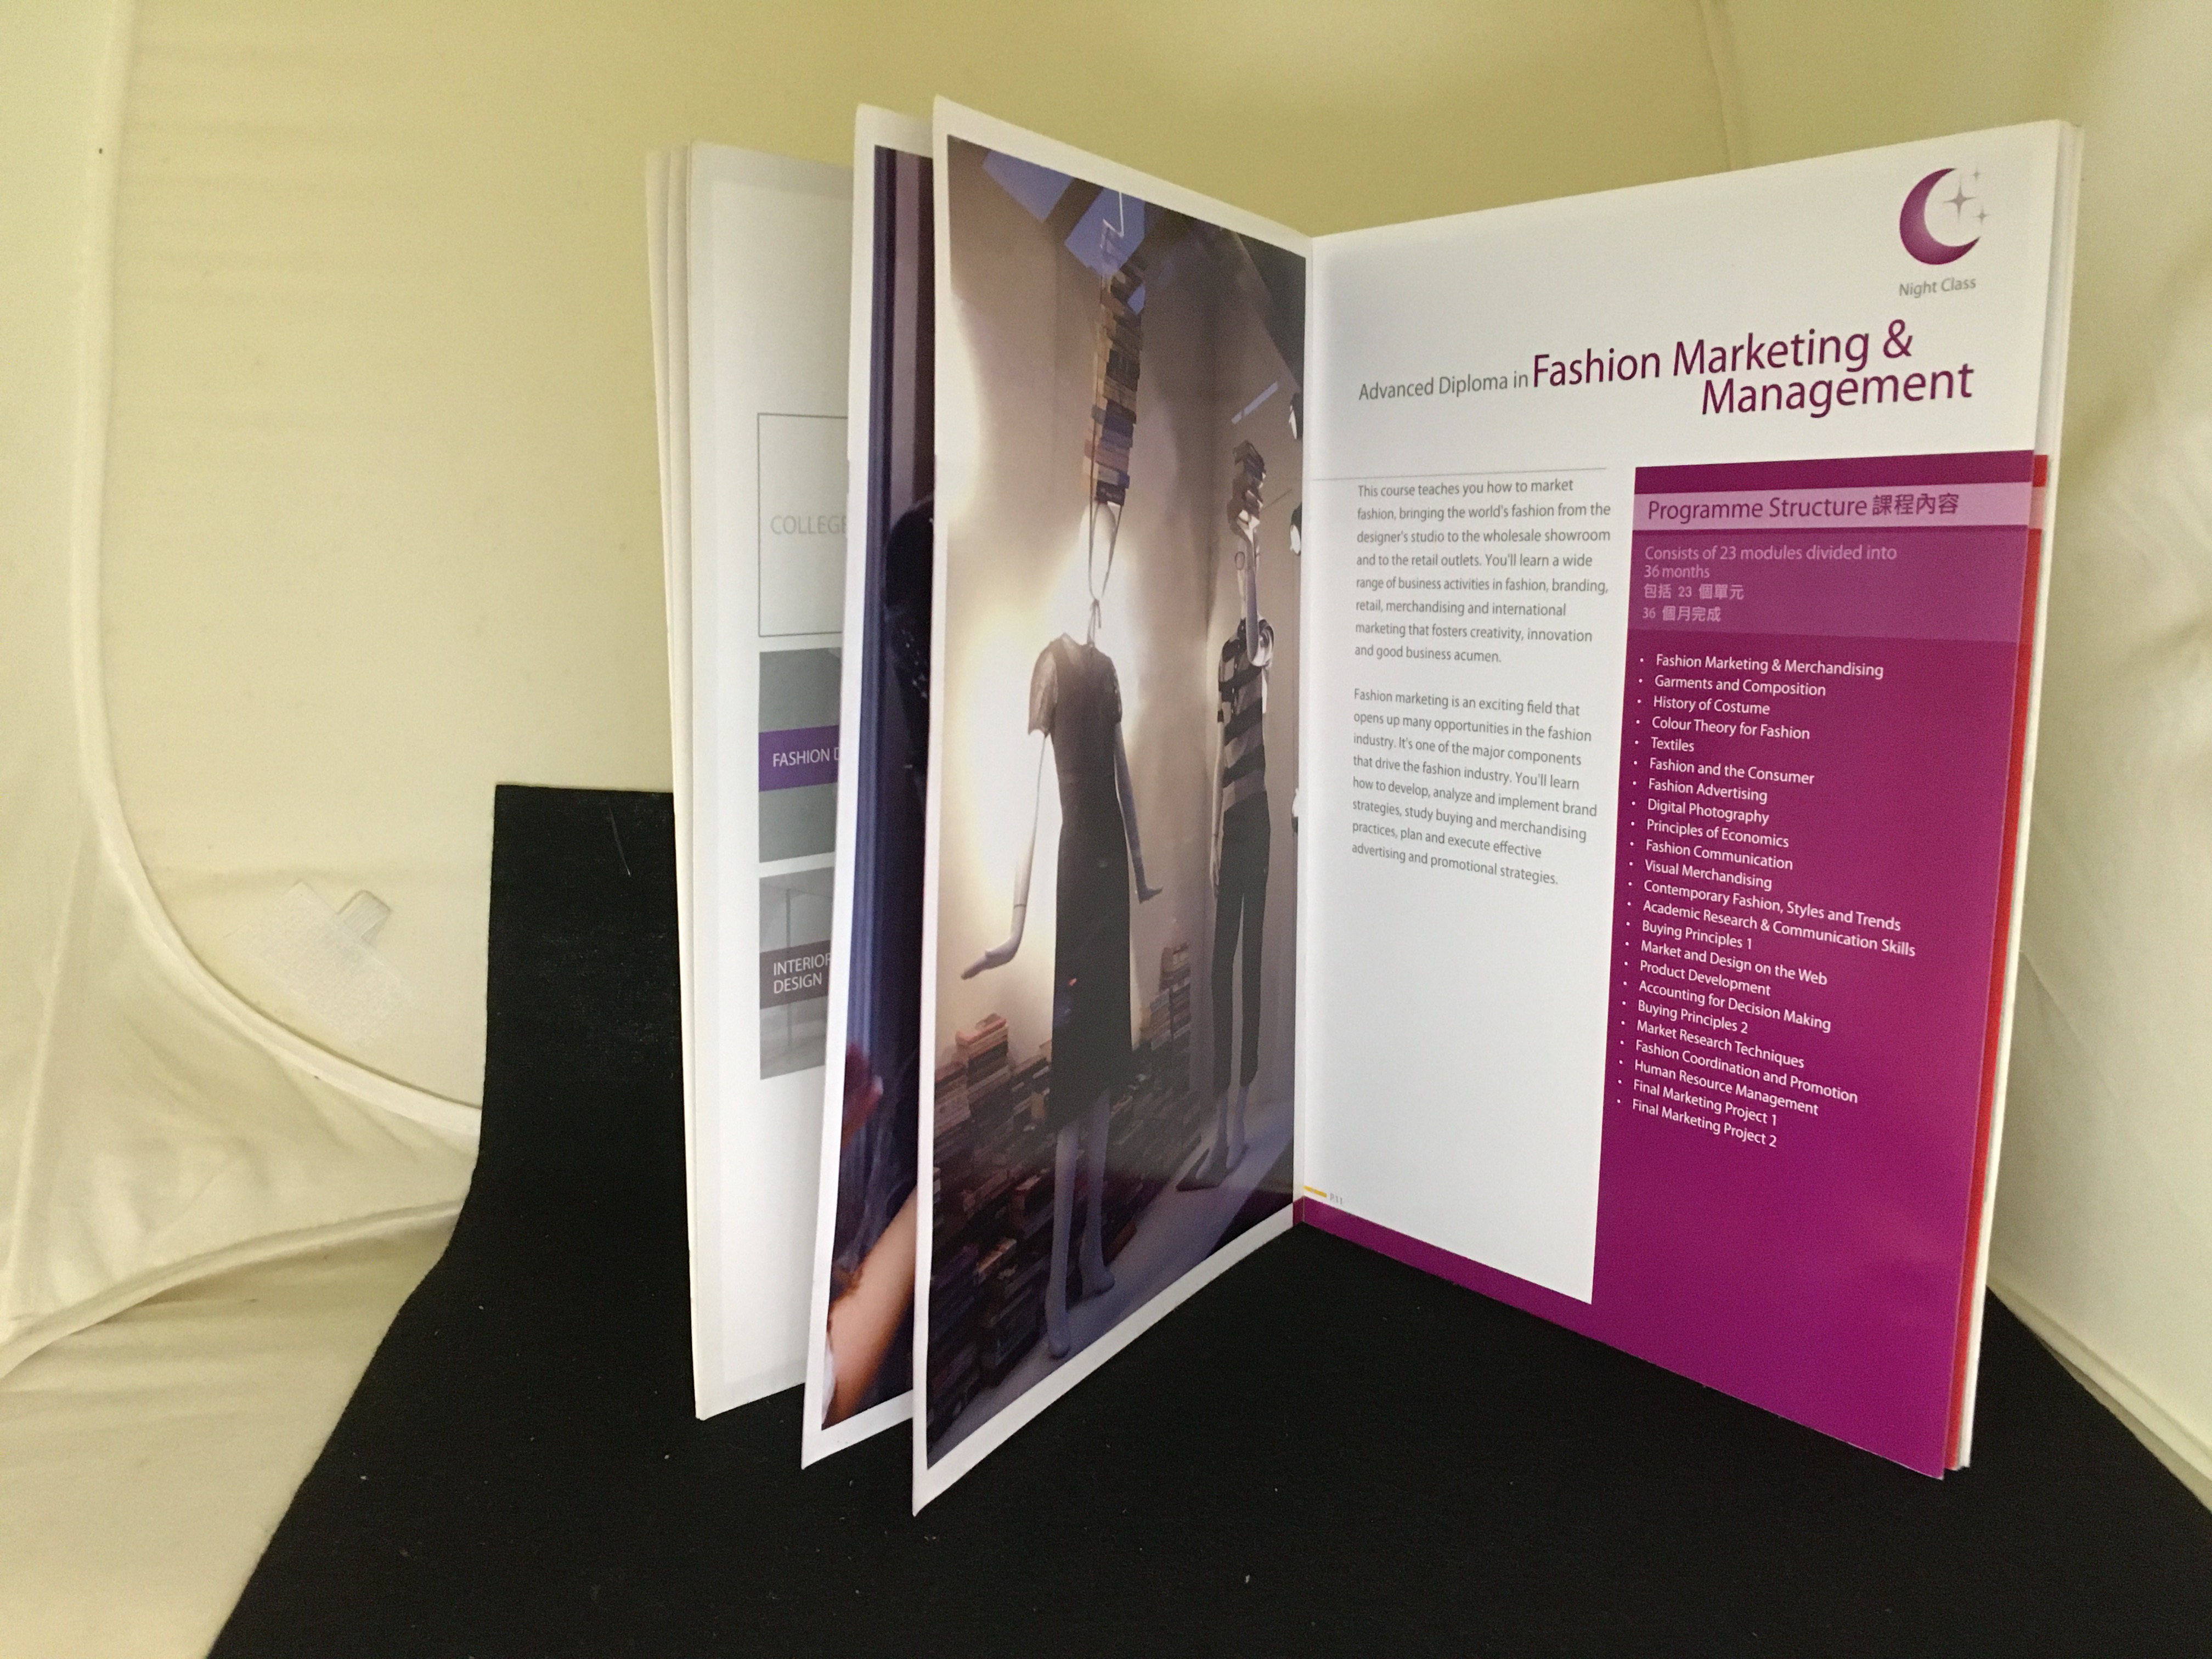 COLLEGE
FASHION D
INTERIOR
DESIGN
Night Class
Advanced Diploma in Fashion Marketing &
Management
This course teaches you how to market
fashion, bringing the world's fashion from the
designer's studio to the wholesale showroom
and to the retail outlets. You'll learn a wide
range of business activities in fashion, branding,
retail, merchandising and international
marketing that fosters creativity, innovation
and good business acumen.
Fashion marketing is an exciting field that
opens up many opportunities in the fashion
industry. It's one of the major components
that drive the fashion industry. You'll learn
how to develop, analyze and implement brand
strategies, study buying and merchandising
practices, plan and execute effective
advertising and promotional strategies.
P.11
Programme Structure 課程內容
Consists of 23 modules divided into
36 months
包括 23 個單元
36 個月完成
• Fashion Marketing & Merchandising
• Garments and Composition
• History of Costume
• Colour Theory for Fashion
• Textiles
• Fashion and the Consumer
• Fashion Advertising
• Digital Photography
• Principles of Economics
• Fashion Communication
• Visual Merchandising
• Contemporary Fashion, Styles and Trends
• Academic Research & Communication Skills
• Buying Principles 1
• Market and Design on the Web
• Product Development
• Accounting for Decision Making
• Buying Principles 2
• Market Research Techniques
• Fashion Coordination and Promotion
• Human Resource Management
• Final Marketing Project 1
• Final Marketing Project 2